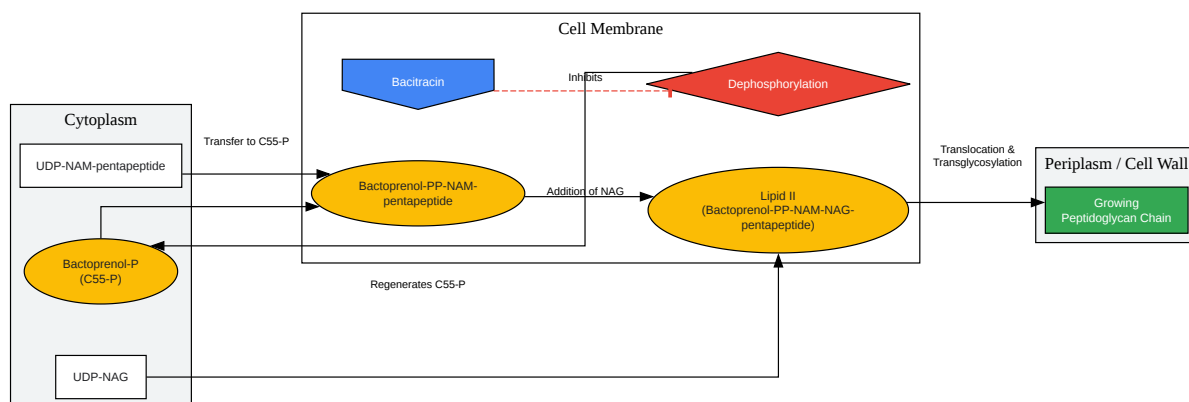 Cell Membrane
Bacitracin
Inhibits
Dephosphorylation
Cytoplasm
UDP-NAM-pentapeptide
Transfer to C55-P
Bactoprenol-PP-NAM-
pentapeptide
Addition of NAG
Lipid II
(Bactoprenol-PP-NAM-NAG-
pentapeptide)
Translocation &
Transglycosylation
Periplasm / Cell Wall
Growing
Peptidoglycan Chain
Bactoprenol-P
(C55-P)
Regenerates C55-P
UDP-NAG